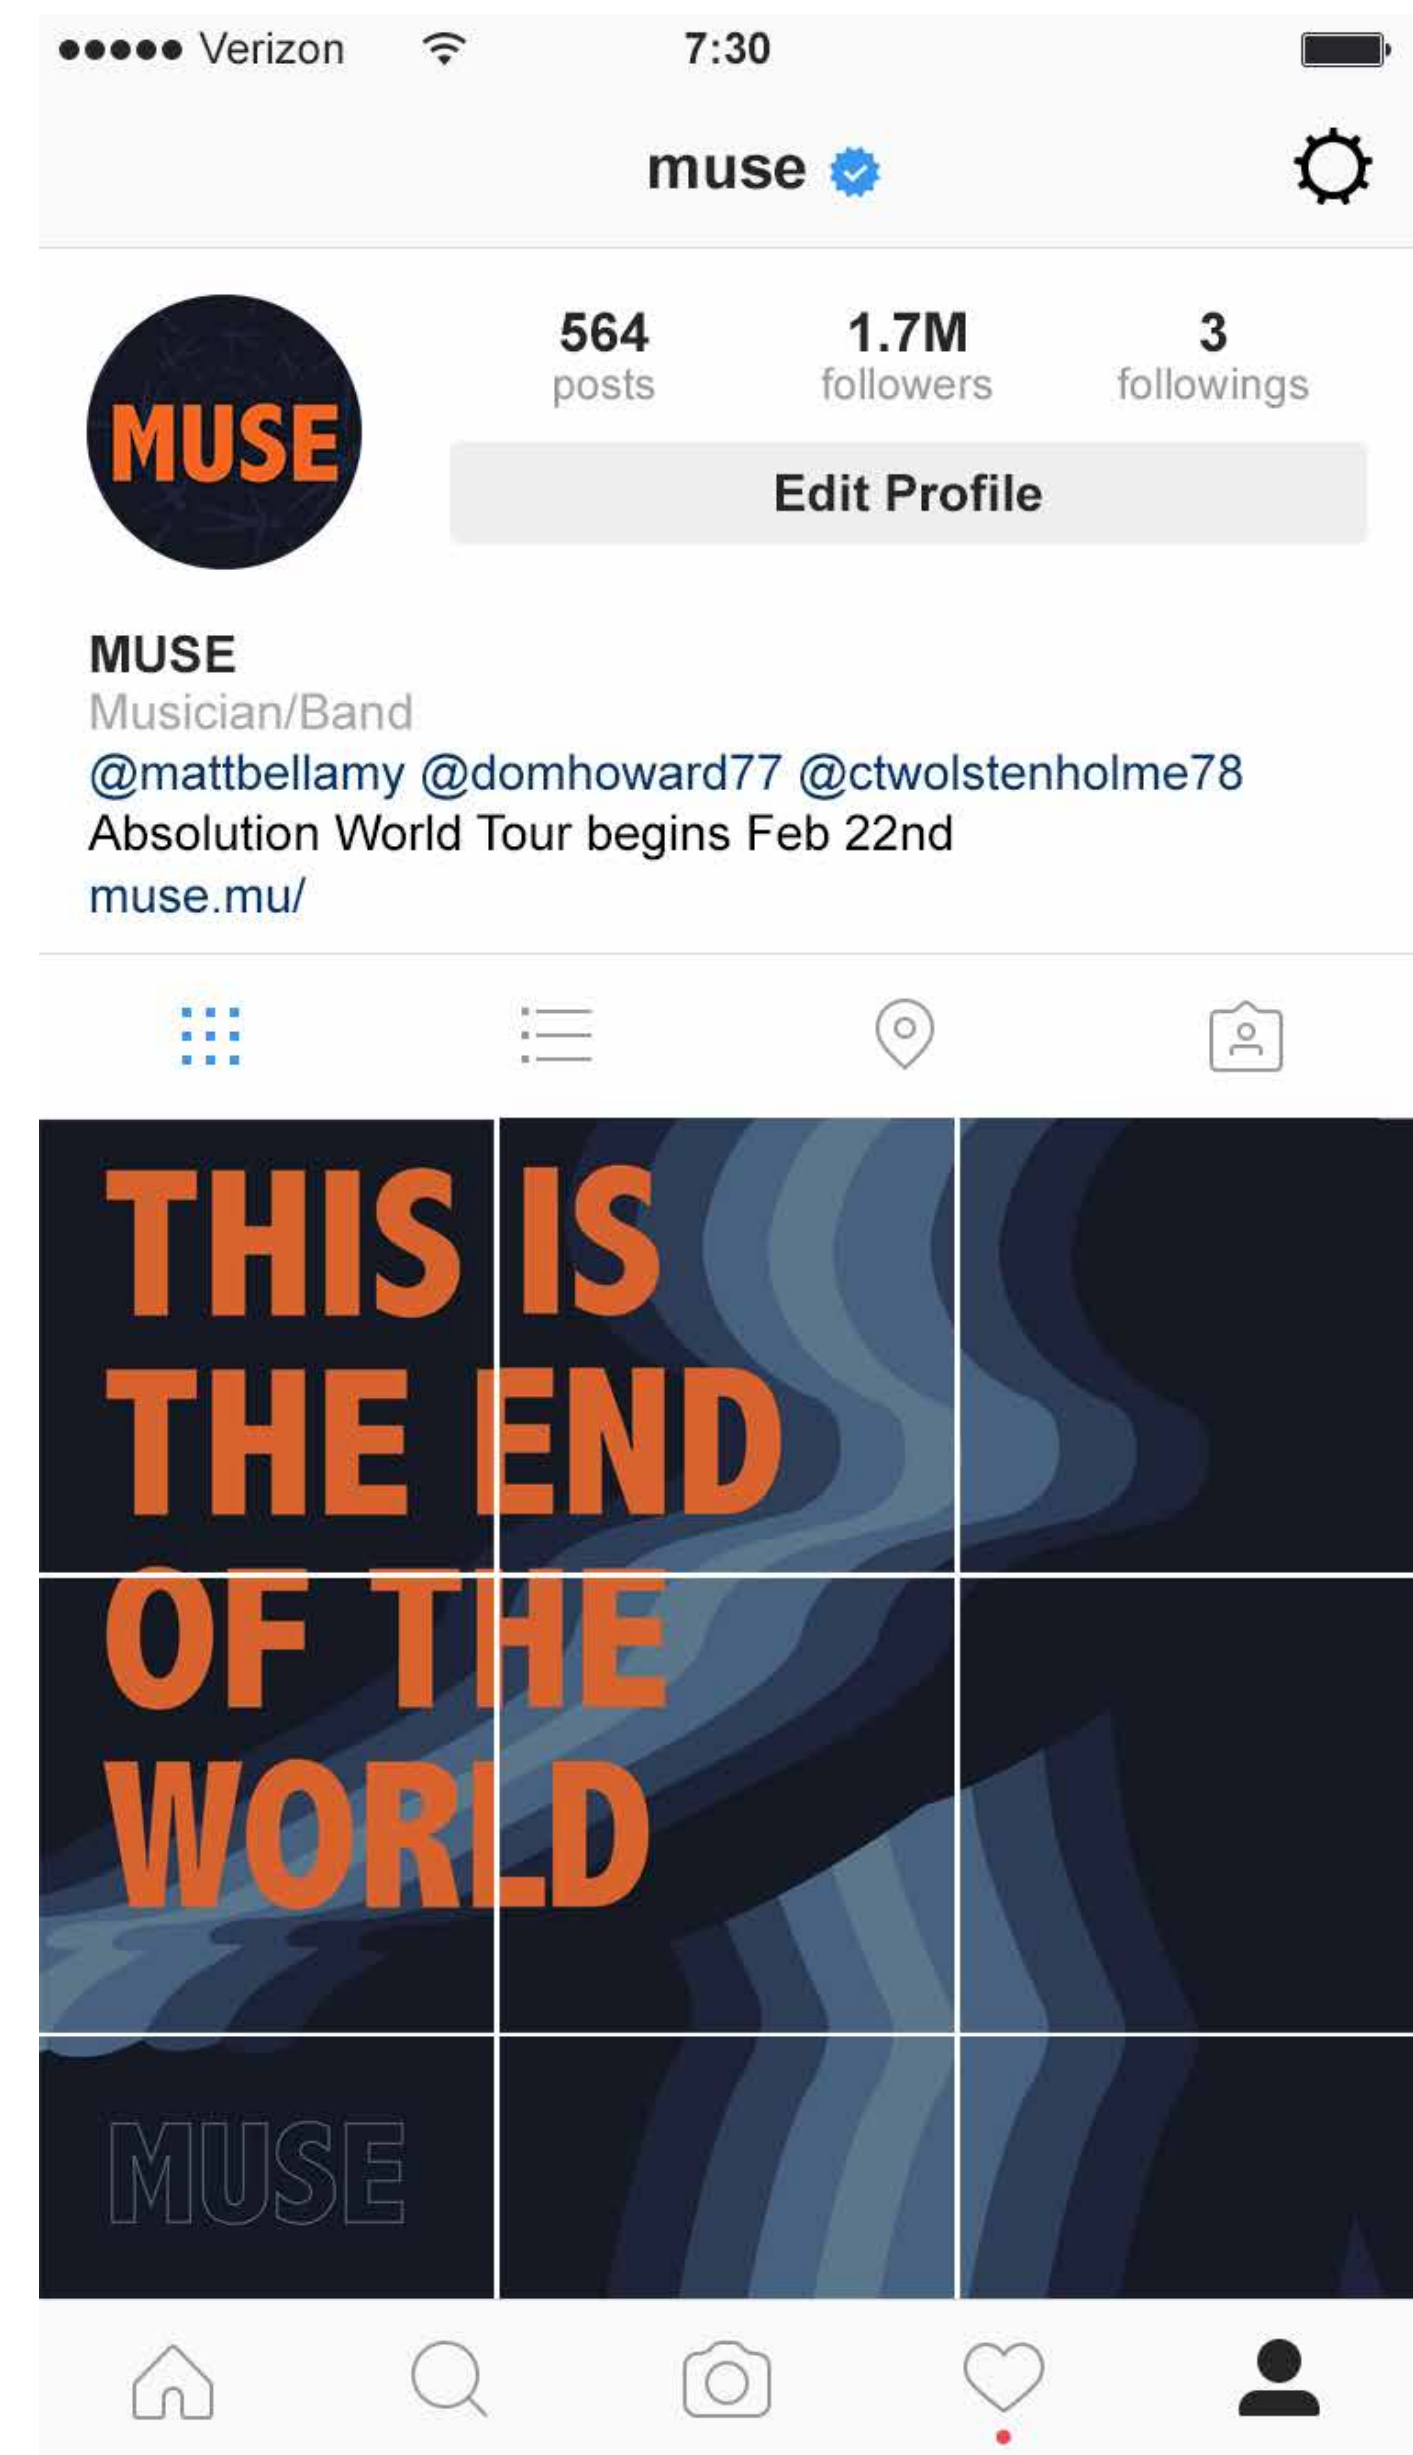 Verizon 7:30
muse
564 1.7M 3
posts followers followings
MUSE
Edit Profile
MUSE
Musician/Band
@mattbellamy @domhoward77 @ctwolstenholme78
Absolution World Tour begins Feb 22nd
muse.mu/
THIS IS
THE END
OF THE
WORLD
MUSE